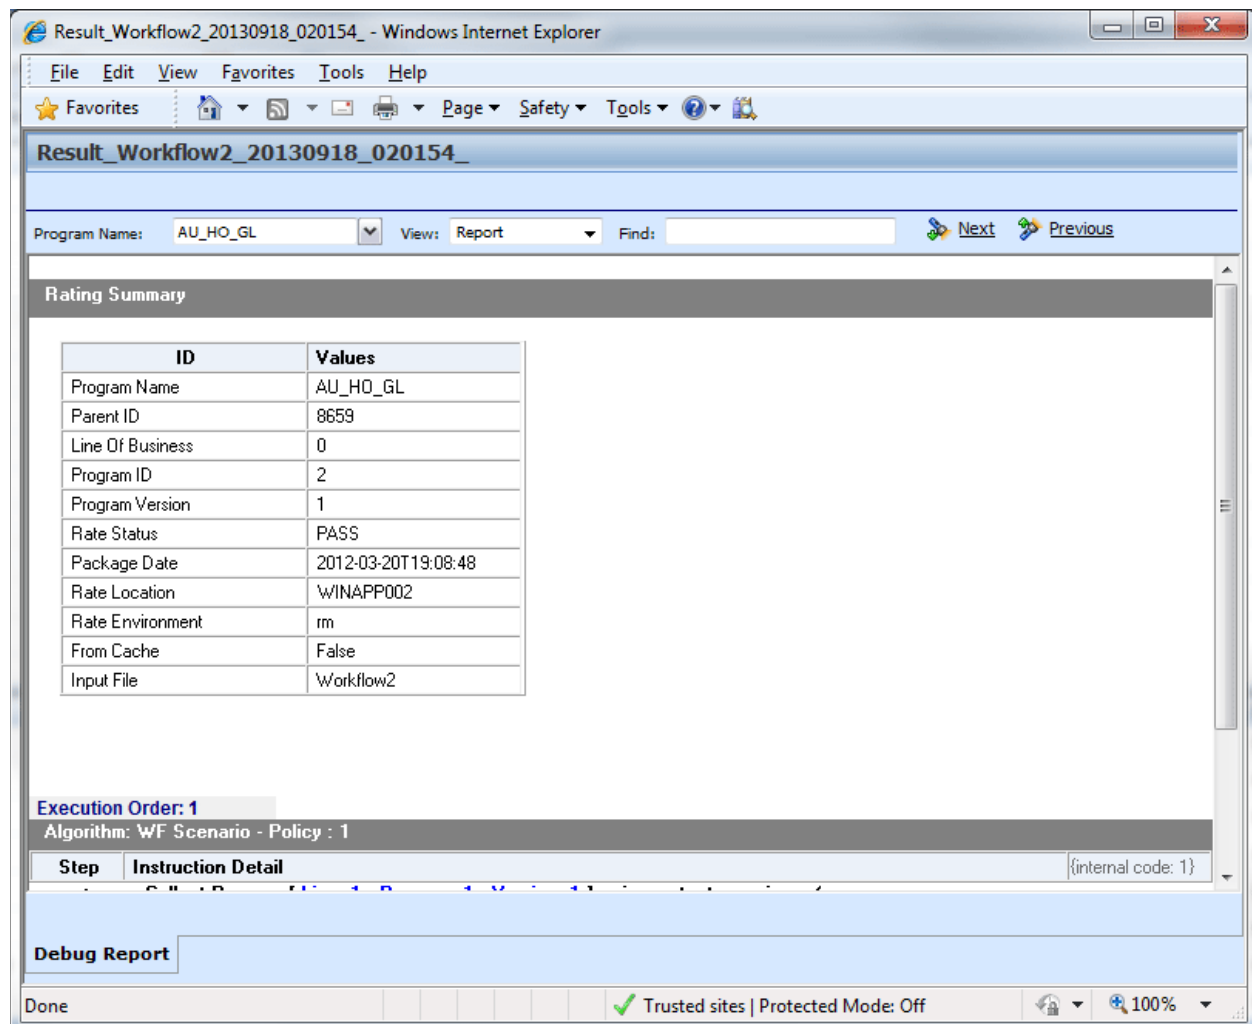 Result_Workflow2_20130918_020154_ - Windows Internet Explorer
File Edit View Favorites Tools Help
Favorites Page Safety Tools
Result_Workflow2_20130918_020154_
Program Name: AU_HO_GL View: Report Find: Next Previous
Rating Summary
ID Values
Program Name AU_HO_GL
Parent ID 8659
Line Of Business 0
Program ID 2
Program Version 1
Rate Status PASS
Package Date 2012-03-20T19:08:48
Rate Location WINAPP002
Rate Environment rm
From Cache False
Input File Workflow2
Execution Order: 1
Algorithm: WF Scenario - Policy : 1
Step Instruction Detail {internal code: 1}
Debug Report
Done Trusted sites | Protected Mode: Off 100%